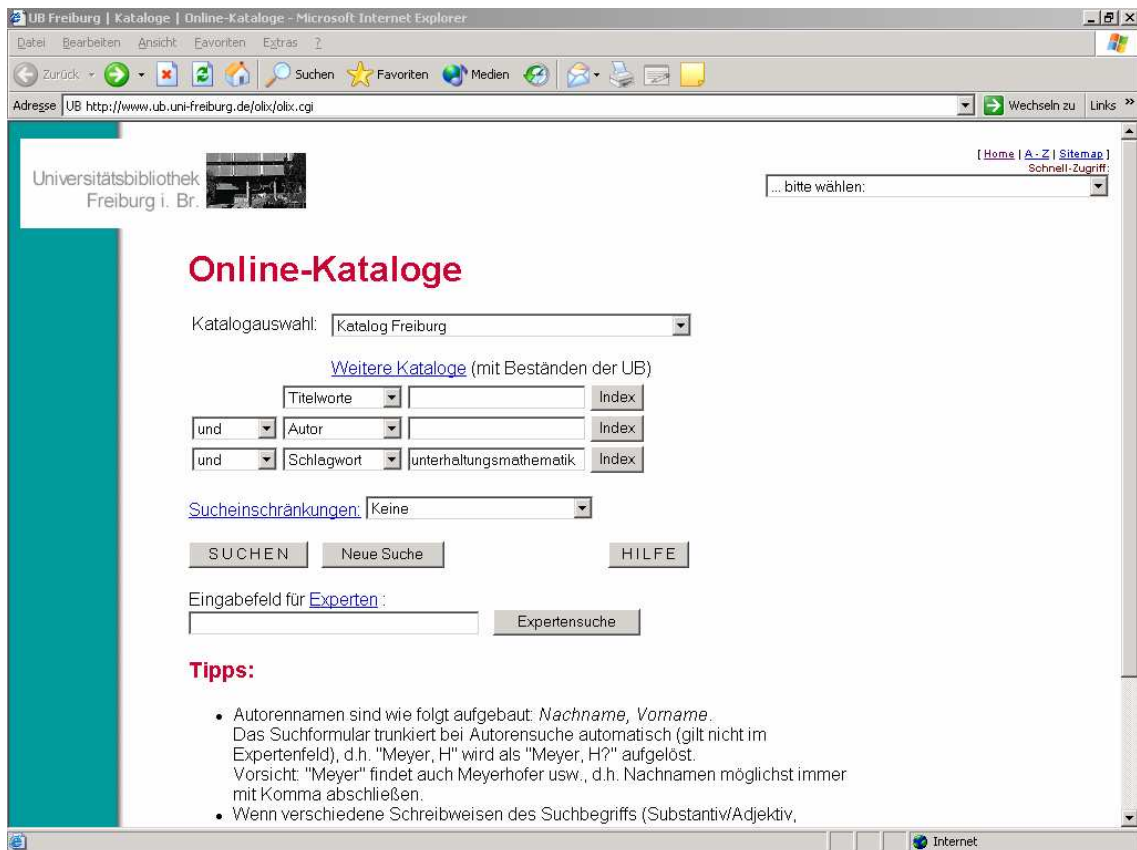 UB Freiburg | Kataloge | Online-Kataloge - Microsoft Internet Explorer
Datei Bearbeiten Ansicht Favoriten Extras ?
Zurück Suchen Favoriten Medien
Adresse UB http://www.ub.uni-freiburg.de/olix/olix.cgi Wechseln zu Links »
[ Home | A - Z | Sitemap ]
Schnell-Zugriff:
... bitte wählen:
Universitätsbibliothek
Freiburg i. Br.
Online-Kataloge
Katalogauswahl: Katalog Freiburg
Weitere Kataloge (mit Beständen der UB)
Titelworte Index
und Autor Index
und Schlagwort unterhaltungsmathematik Index
Sucheinschränkungen: Keine
SUCHEN Neue Suche HILFE
Eingabefeld für Experten :
Expertensuche
Tipps:
• Autorennamen sind wie folgt aufgebaut: Nachname, Vorname.
Das Suchformular trunkiert bei Autorensuche automatisch (gilt nicht im
Expertenfeld), d.h. "Meyer, H" wird als "Meyer, H?" aufgelöst.
Vorsicht: "Meyer" findet auch Meyerhofer usw., d.h. Nachnamen möglichst immer
mit Komma abschließen.
• Wenn verschiedene Schreibweisen des Suchbegriffs (Substantiv/Adjektiv,
Internet